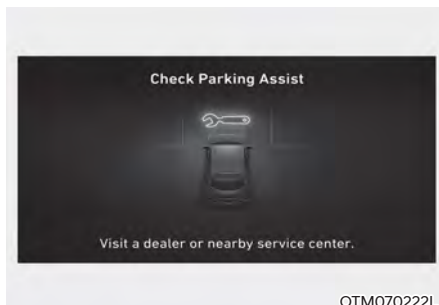 Check Parking Assist
Visit a dealer or nearby service center.
OTM070222L